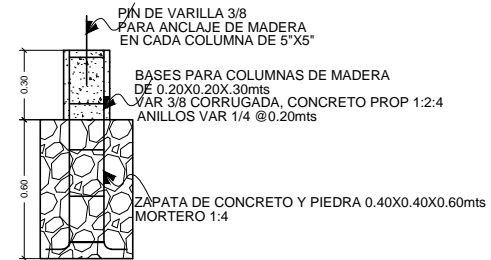 PIN DE VARILLA 3/8
PARA ANCLAJE DE MADERA
EN CADA COLUMNA DE 5"X5"
0.30
BASES PARA COLUMNAS DE MADERA
DE 0.20X0.20X.30mts
VAR 3/8 CORRUGADA, CONCRETO PROP 1:2:4
ANILLOS VAR 1/4 @0.20mts
0.60
ZAPATA DE CONCRETO Y PIEDRA 0.40X0.40X0.60mts
MORTERO 1:4